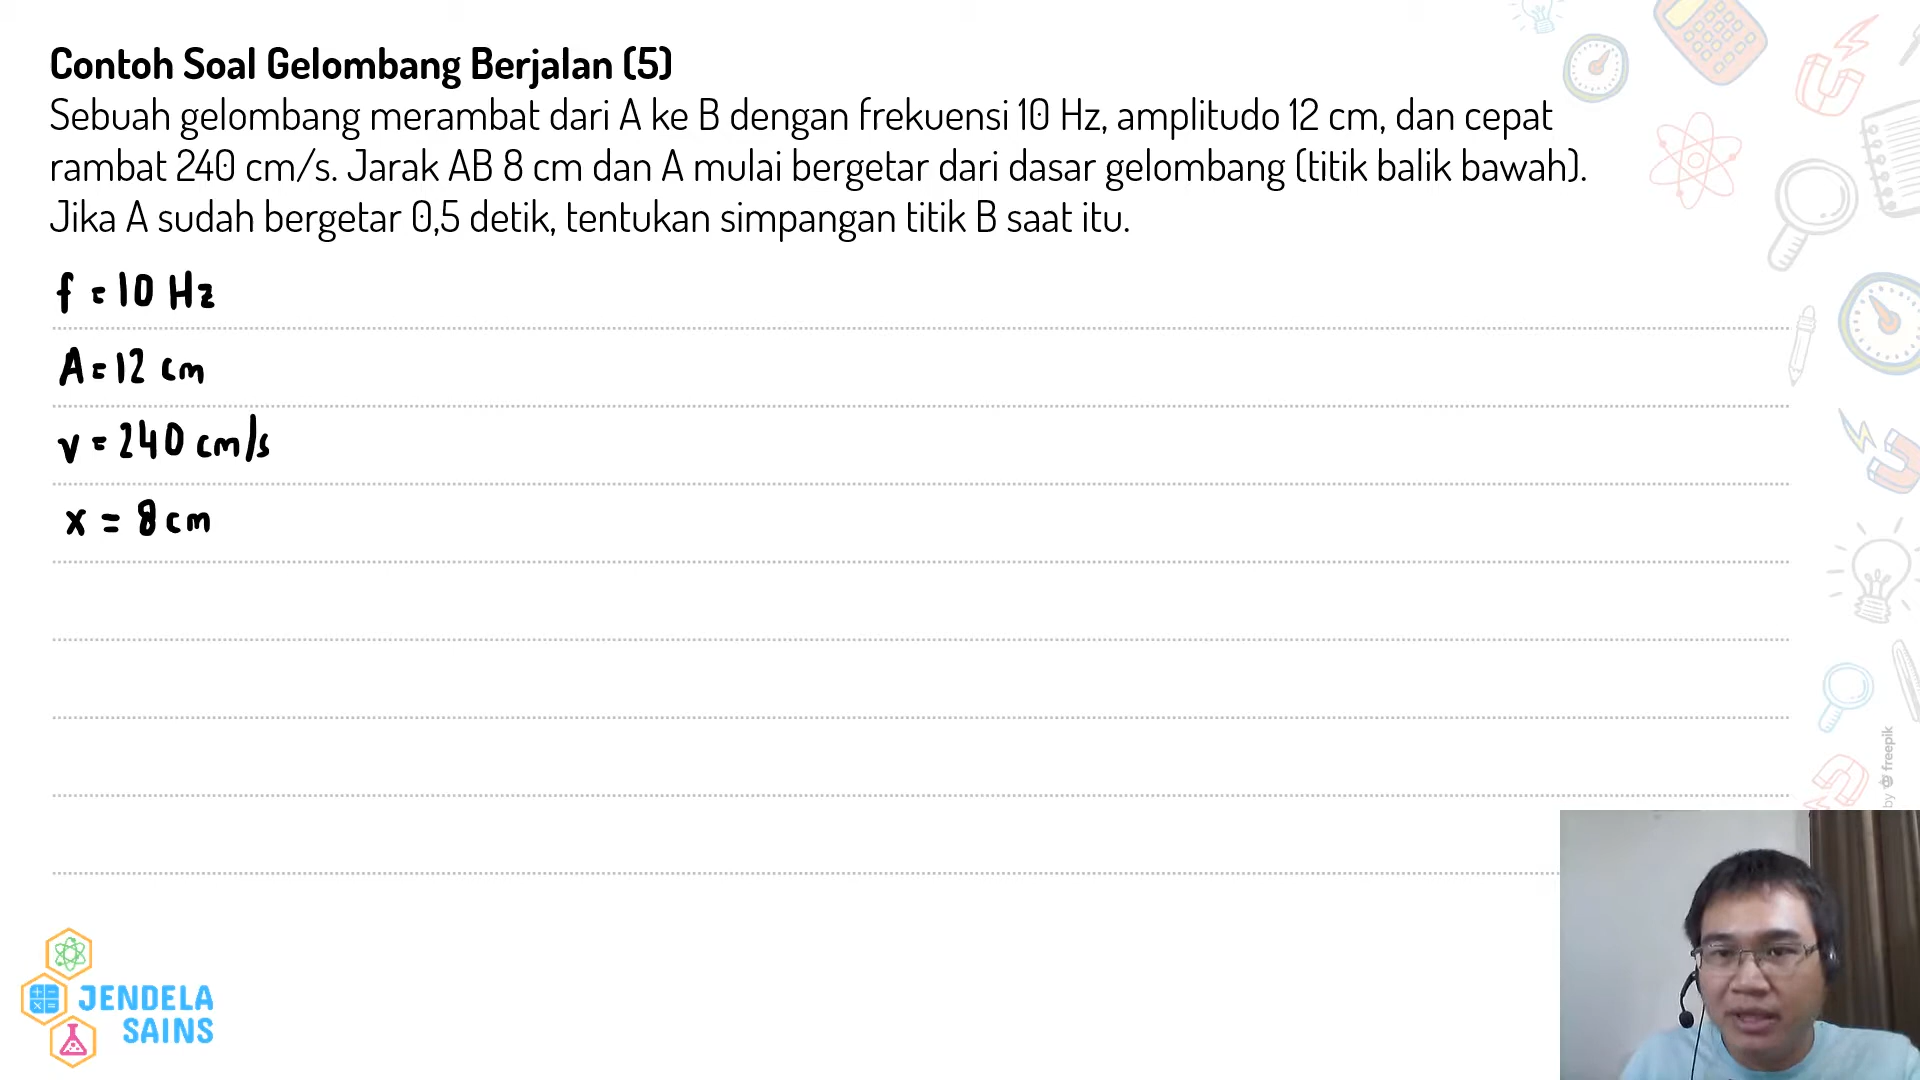 Contoh Soal Gelombang Berjalan (5)
Sebuah gelombang merambat dari A ke B dengan frekuensi 10 Hz, amplitudo 12 cm, dan cepat
rambat 240 cm/s. Jarak AB 8 cm dan A mulai bergetar dari dasar gelombang (titik balik bawah).
Jika A sudah bergetar 0,5 detik, tentukan simpangan titik B saat itu.
f = 10 Hz
A = 12 cm
v = 240 cm/s
x = 8 cm
by freepik
JENDELA
SAINS